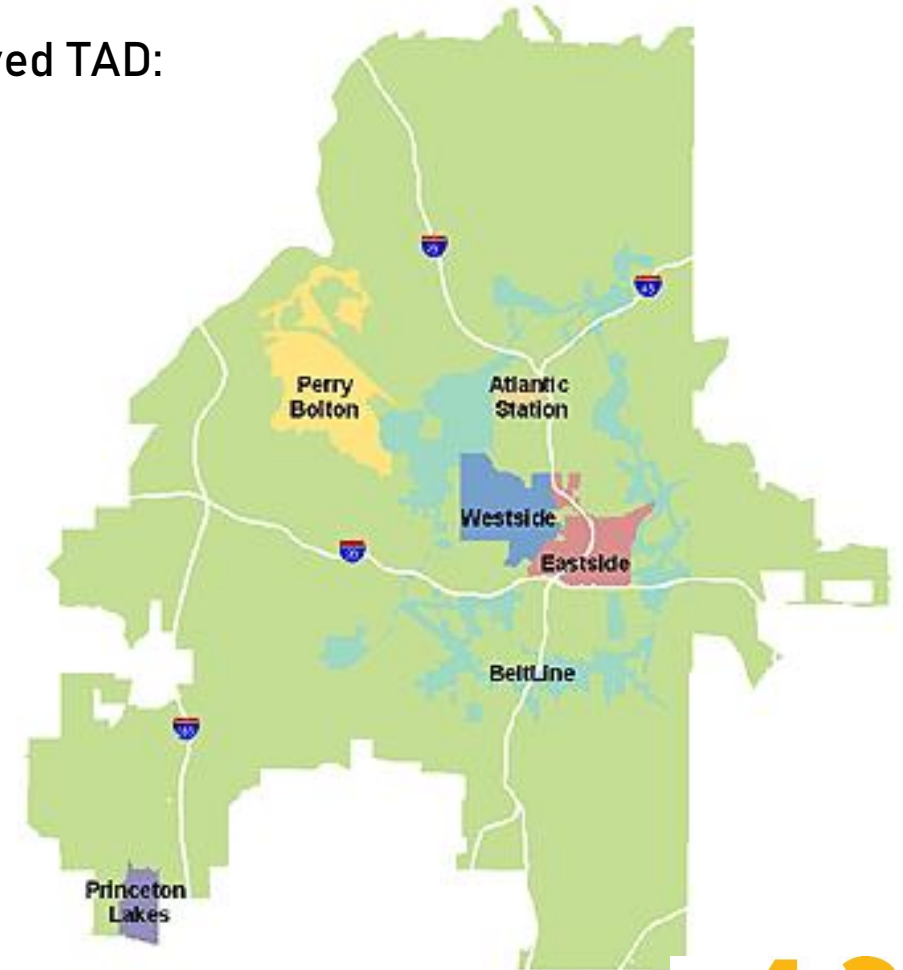 ved TAD:
Perry
Bolton
Atlantic
Station
Westside
Eastside
BeltLine
Princeton
Lakes